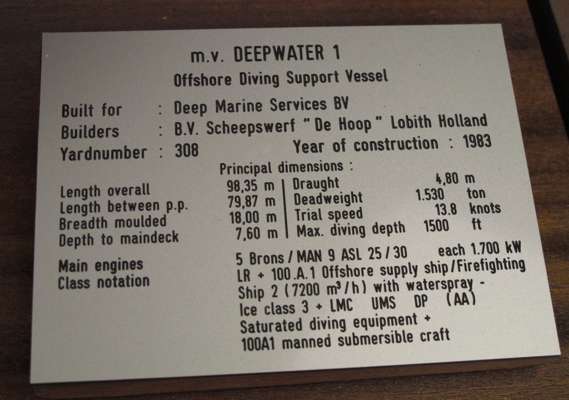 m.v. DEEPWATER 1
Offshore Diving Support Vessel
Built for : Deep Marine Services BV
Builders : B.V. Scheepswerf "De Hoop" Lobith Holland
Yardnumber : 308 Year of construction : 1983
Principal dimensions :
Length overall 98,35 m Draught 4,80 m
Length between p.p. 79,87 m Deadweight 1.530 ton
Breadth moulded 18,00 m Trial speed 13.8 knots
Depth to maindeck 7,60 m Max. diving depth 1500 ft
Main engines 5 Brons / MAN 9 ASL 25 / 30 each 1.700 kW
Class notation LR + 100.A.1 Offshore supply ship/Firefighting
Ship 2 (7200 m³/h) with waterspray -
Ice class 3 + LMC UMS DP (AA)
Saturated diving equipment +
100A1 manned submersible craft